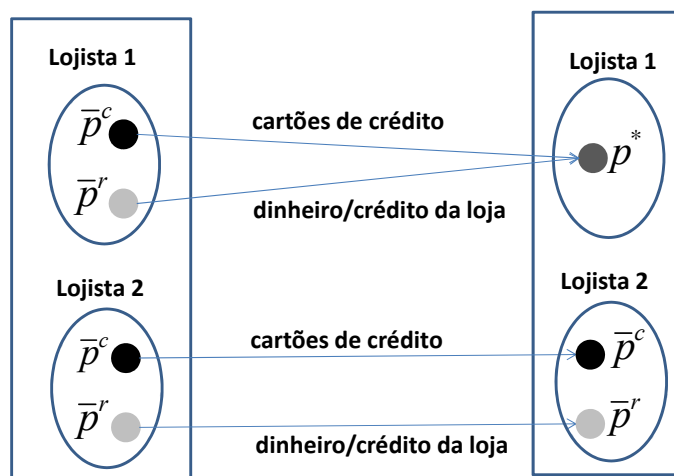 Lojista 1
p̅ᶜ
p̅ʳ
cartões de crédito
dinheiro/crédito da loja
Lojista 1
p*
Lojista 2
p̅ᶜ
p̅ʳ
cartões de crédito
dinheiro/crédito da loja
Lojista 2
p̅ᶜ
p̅ʳ